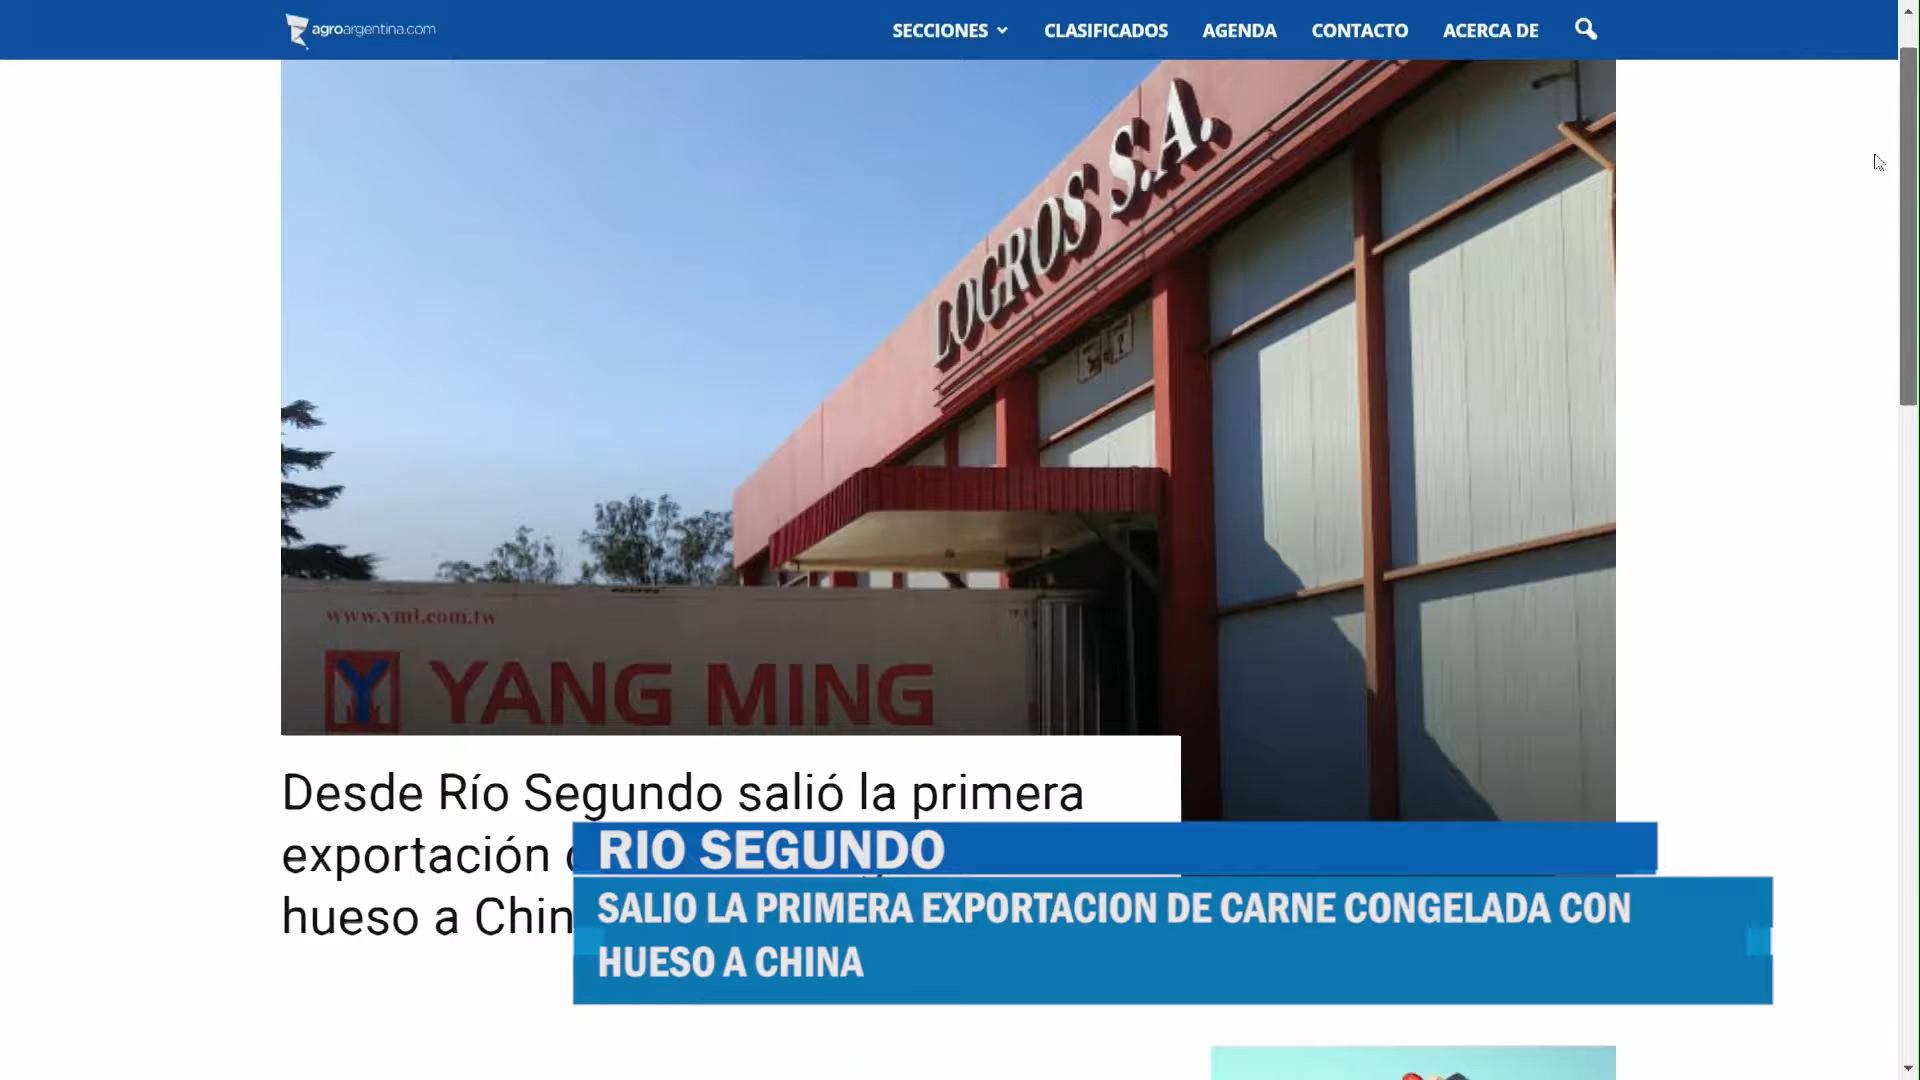 agroargentina.com
SECCIONES
CLASIFICADOS
AGENDA
CONTACTO
ACERCA DE
LOGROS S.A.
www.yml.com.tw
YANG MING
Desde Río Segundo salió la primera
exportación
hueso a Chin
RIO SEGUNDO
SALIO LA PRIMERA EXPORTACION DE CARNE CONGELADA CON
HUESO A CHINA